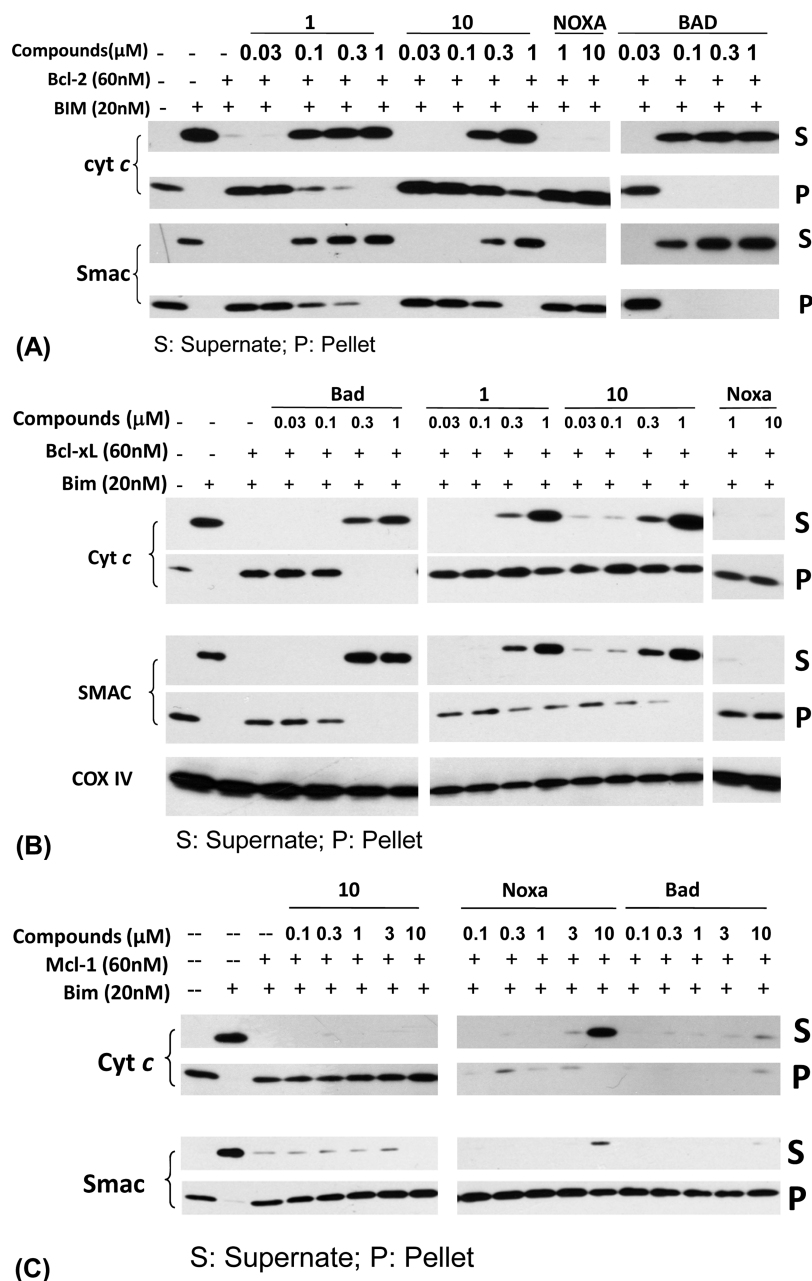 1 10 NOXA BAD
Compounds(μM) - - - 0.03 0.1 0.3 1 0.03 0.1 0.3 1 1 10 0.03 0.1 0.3 1
Bcl-2 (60nM) - - + + + + + + + + + + + + + + +
BIM (20nM) - + + + + + + + + + + + + + + + +
cyt c S
P
Smac S
P
(A) S: Supernate; P: Pellet
Bad 1 10 Noxa
Compounds (μM) - - - 0.03 0.1 0.3 1 0.03 0.1 0.3 1 0.03 0.1 0.3 1 1 10
Bcl-xL (60nM) - - + + + + + + + + + + + + + + +
Bim (20nM) - + + + + + + + + + + + + + + + +
Cyt c S
P
SMAC S
P
COX IV
(B) S: Supernate; P: Pellet
10 Noxa Bad
Compounds (μM) -- -- -- 0.1 0.3 1 3 10 0.1 0.3 1 3 10 0.1 0.3 1 3 10
Mcl-1 (60nM) -- -- + + + + + + + + + + + + + + + +
Bim (20nM) -- + + + + + + + + + + + + + + + + +
Cyt c S
P
Smac S
P
(C) S: Supernate; P: Pellet